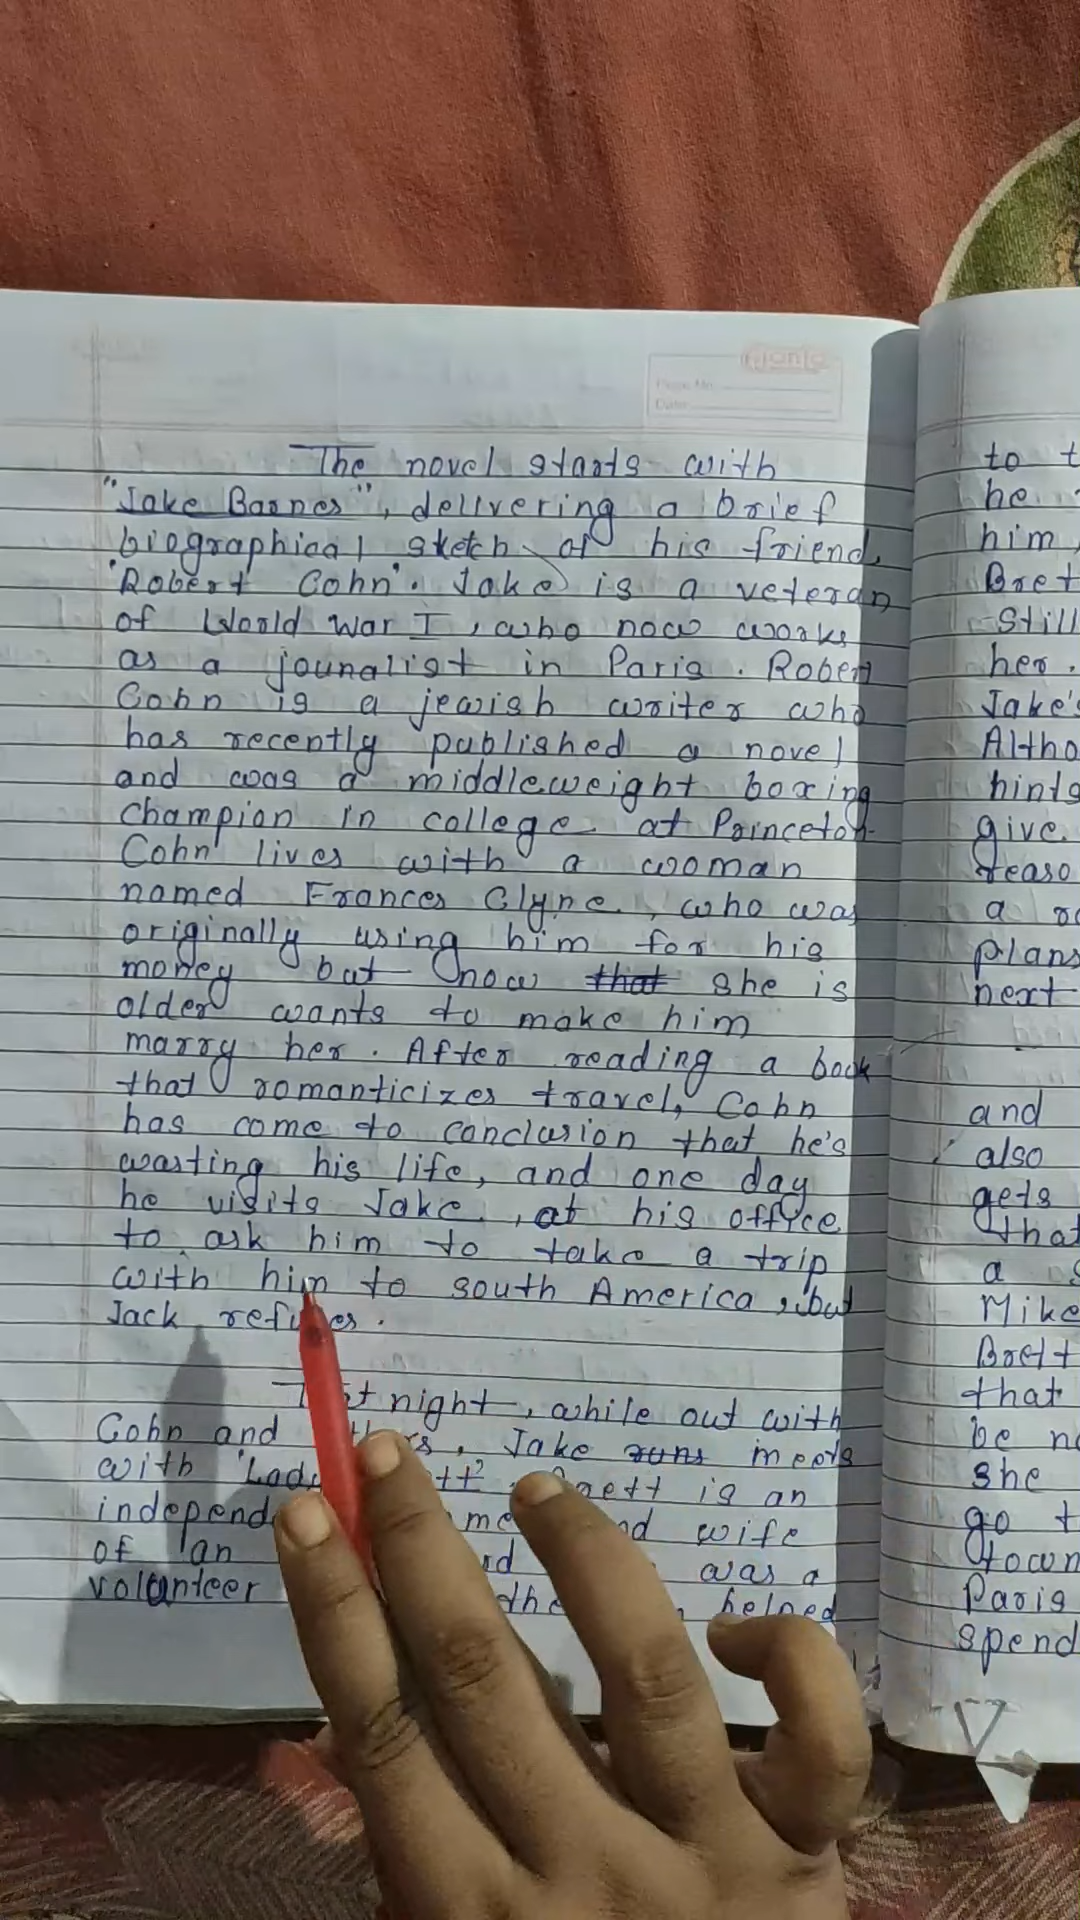 The novel starts with
"Jake Barnes", delivering a brief
biographical sketch of his friend,
'Robert Cohn'. Jake is a veteran
of World War I, who now works
as a jounalist in Paris. Robert
Cohn is a jewish writer who
has recently published a novel
and was a middleweight boxing
champion in college at Princeton
Cohn lives with a woman
named Frances Clyne, who was
originally using him for his
money but now that she is
older wants to make him
marry her. After reading a book
that romanticizes travel, Cohn
has come to conclusion that he's
wasting his life, and one day
he visits Jake, at his office
to ask him to take a trip
with him to south America, but
Jack refuses.
night, while out with
Cohn and Jake runs meets
with is an
wife
of an was a
volunteer helped
to t
he
him,
Bret
Still
her.
Jake's
Altho
hints
give
reaso
a ro
plans
next
and
also
gets
that
a s
Mike
Brett
that
be no
she
go t
town
Paris
spend